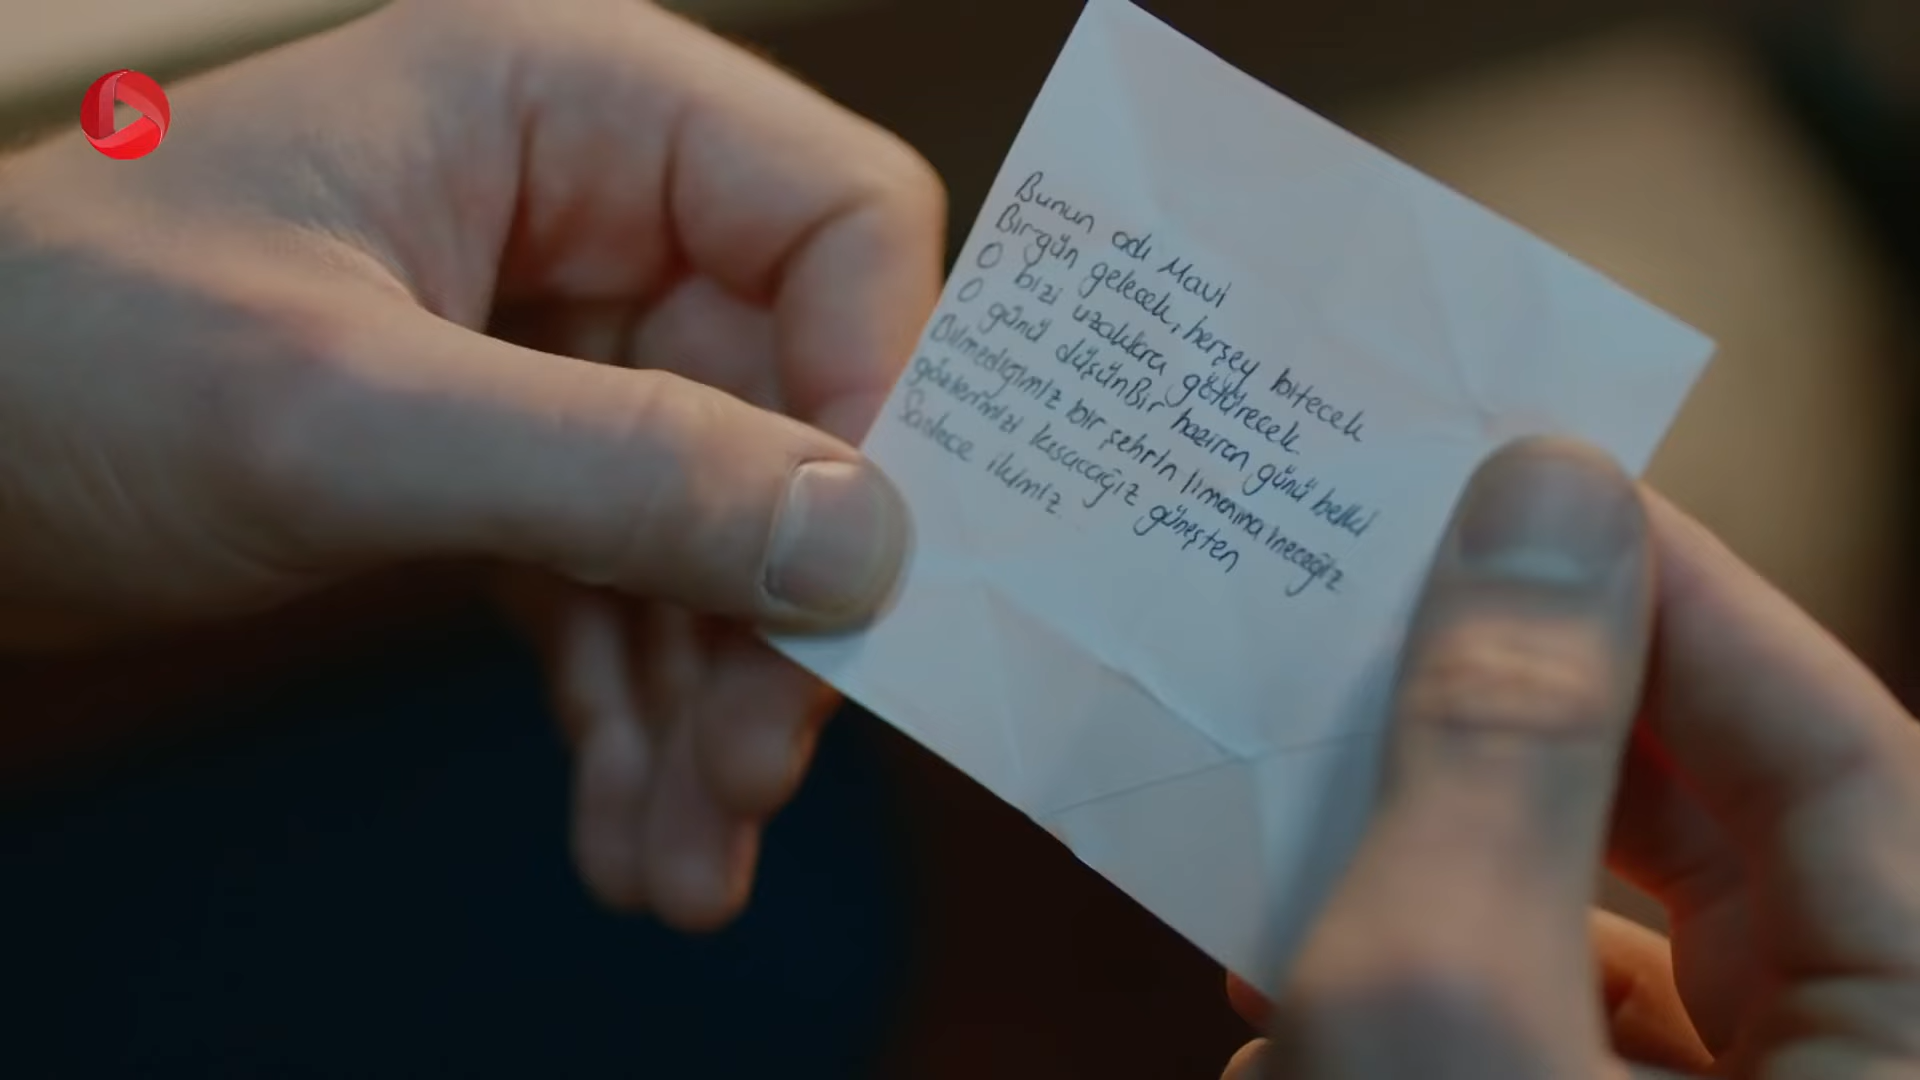 Bunun adı Mavi
Birgün gelecek, herşey bitecek
O bizi uzaklara götürecek
O günü düşün Bir haziran günü belki
Bilmediğimiz bir şehrin limanına ineceğiz
gözlerimizi kısacağız güneşten
Sadece ikimiz